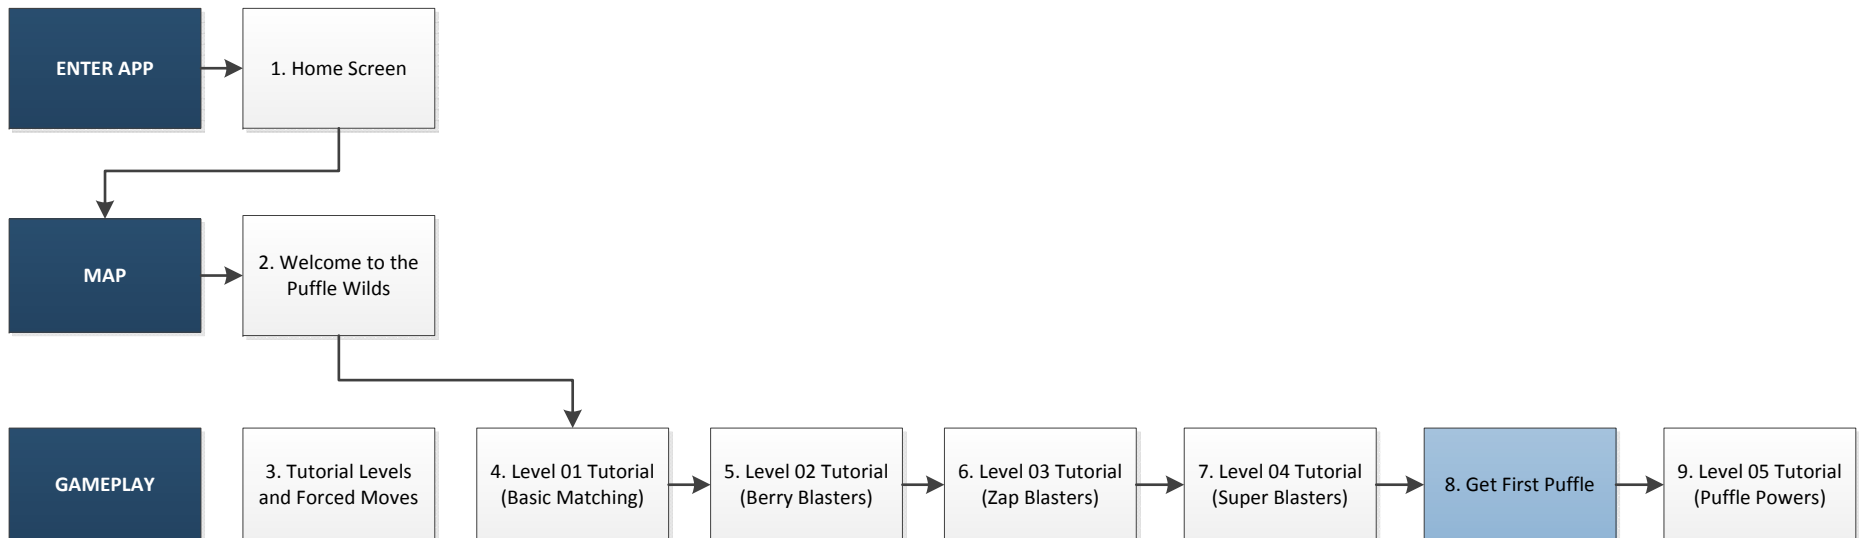 ENTER APP
1. Home Screen
MAP
2. Welcome to the
Puffle Wilds
GAMEPLAY
3. Tutorial Levels
and Forced Moves
4. Level 01 Tutorial
(Basic Matching)
5. Level 02 Tutorial
(Berry Blasters)
6. Level 03 Tutorial
(Zap Blasters)
7. Level 04 Tutorial
(Super Blasters)
8. Get First Puffle
9. Level 05 Tutorial
(Puffle Powers)